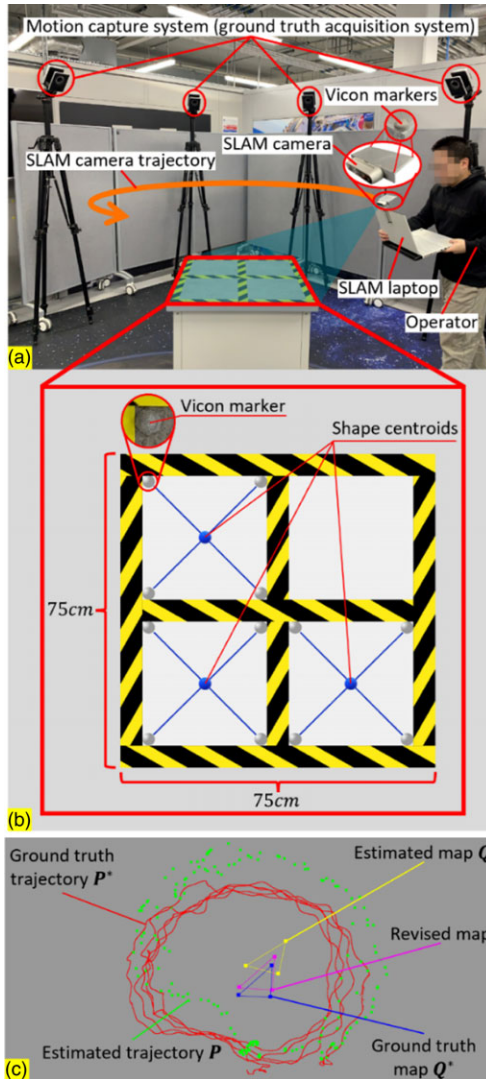 Motion capture system (ground truth acquisition system)
Vicon markers
SLAM camera
SLAM camera trajectory
SLAM laptop
Operator
(a)
Vicon marker
Shape centroids
75cm
75cm
(b)
Ground truth
trajectory P*
Estimated map Q
Revised map
Estimated trajectory P
Ground truth
map Q*
(c)